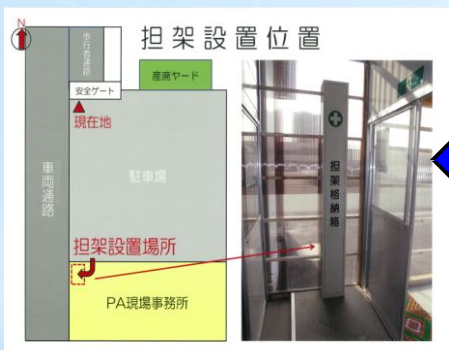 N
担架設置位置
歩行者通路
産廃ヤード
安全ゲート
現在地
車両通路
駐車場
担架設置場所
PA現場事務所
担架格納箱